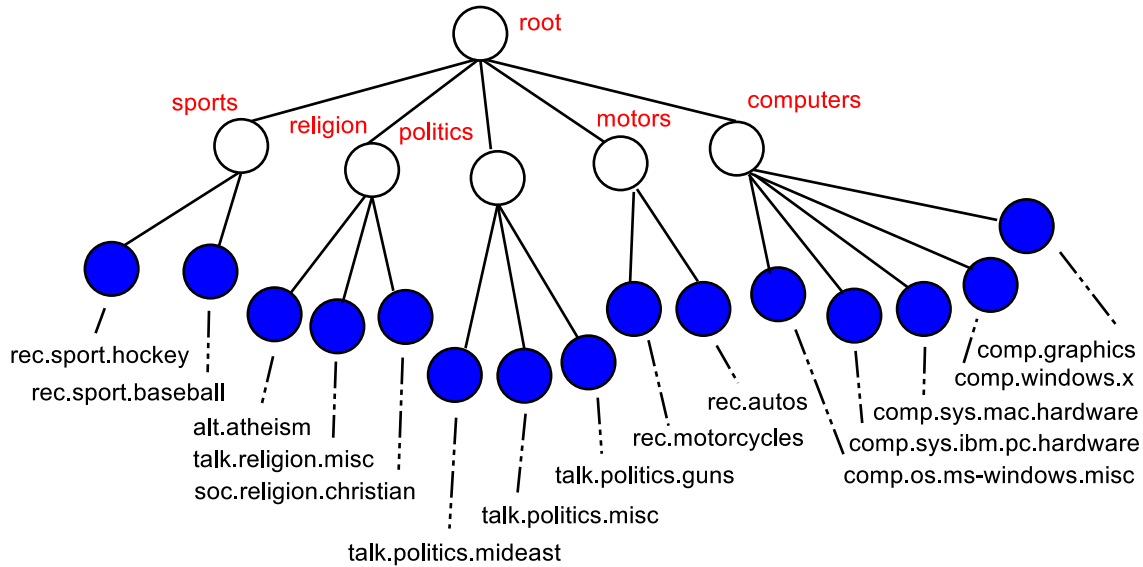 root
sports
religion
politics
motors
computers
rec.sport.hockey
rec.sport.baseball
alt.atheism
talk.religion.misc
soc.religion.christian
talk.politics.mideast
talk.politics.misc
talk.politics.guns
rec.motorcycles
rec.autos
comp.graphics
comp.windows.x
comp.sys.mac.hardware
comp.sys.ibm.pc.hardware
comp.os.ms-windows.misc